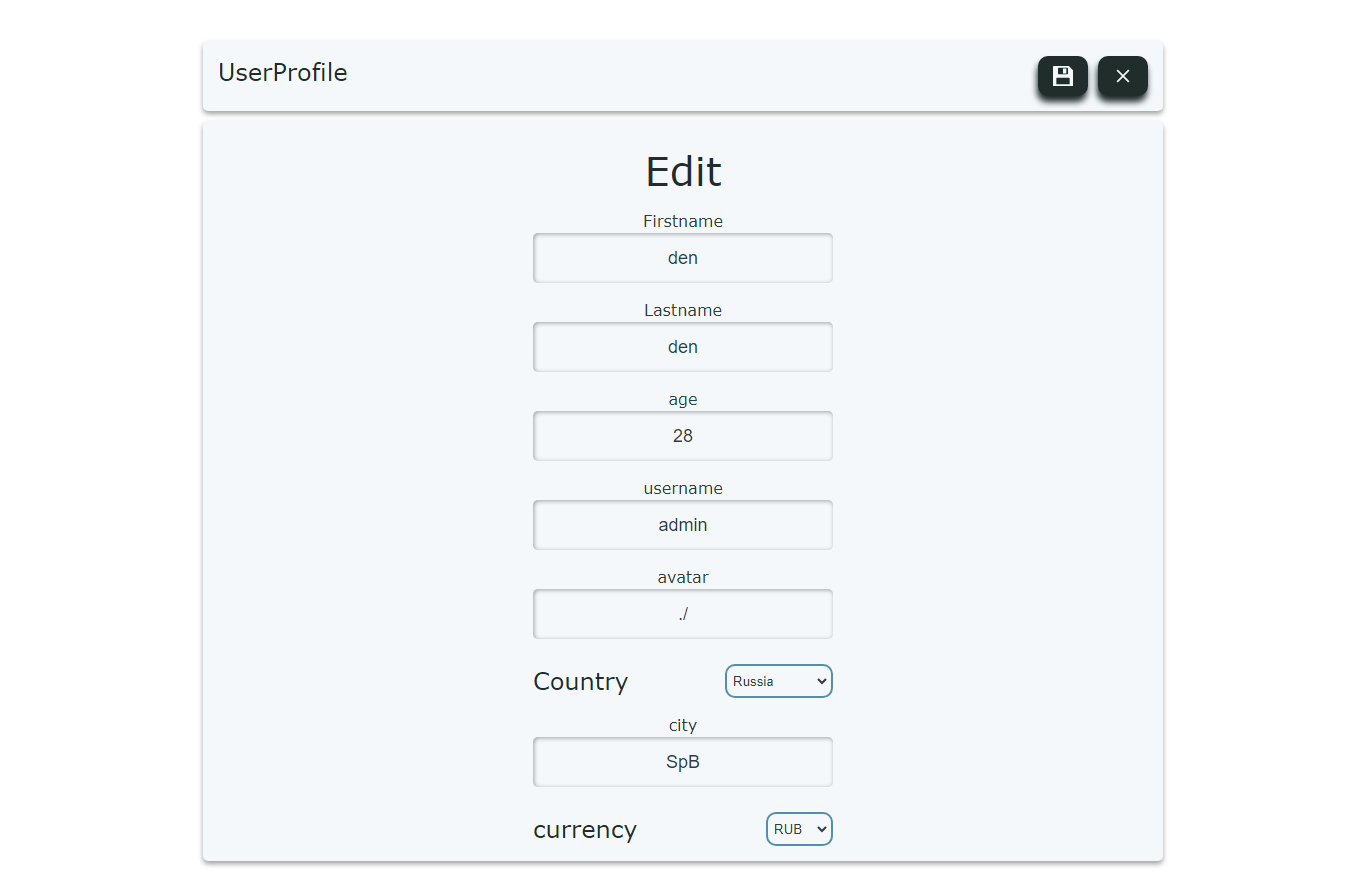 UserProfile
Edit
Firstname
den
Lastname
den
age
28
username
admin
avatar
./
Country Russia
city
SpB
currency RUB